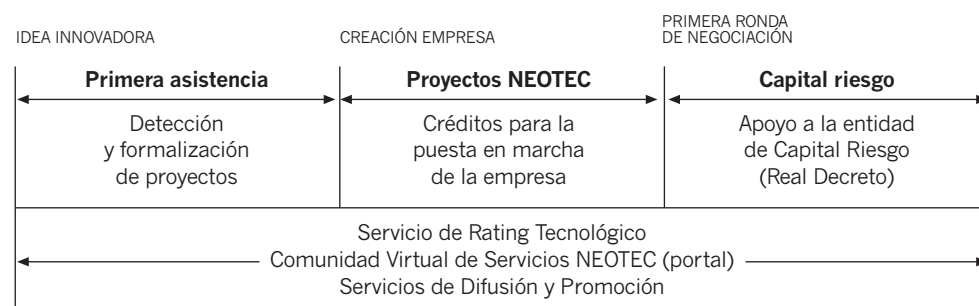 IDEA INNOVADORA
CREACIÓN EMPRESA
PRIMERA RONDA
DE NEGOCIACIÓN
Primera asistencia
Proyectos NEOTEC
Capital riesgo
Detección
y formalización
de proyectos
Créditos para la
puesta en marcha
de la empresa
Apoyo a la entidad
de Capital Riesgo
(Real Decreto)
Servicio de Rating Tecnológico
Comunidad Virtual de Servicios NEOTEC (portal)
Servicios de Difusión y Promoción